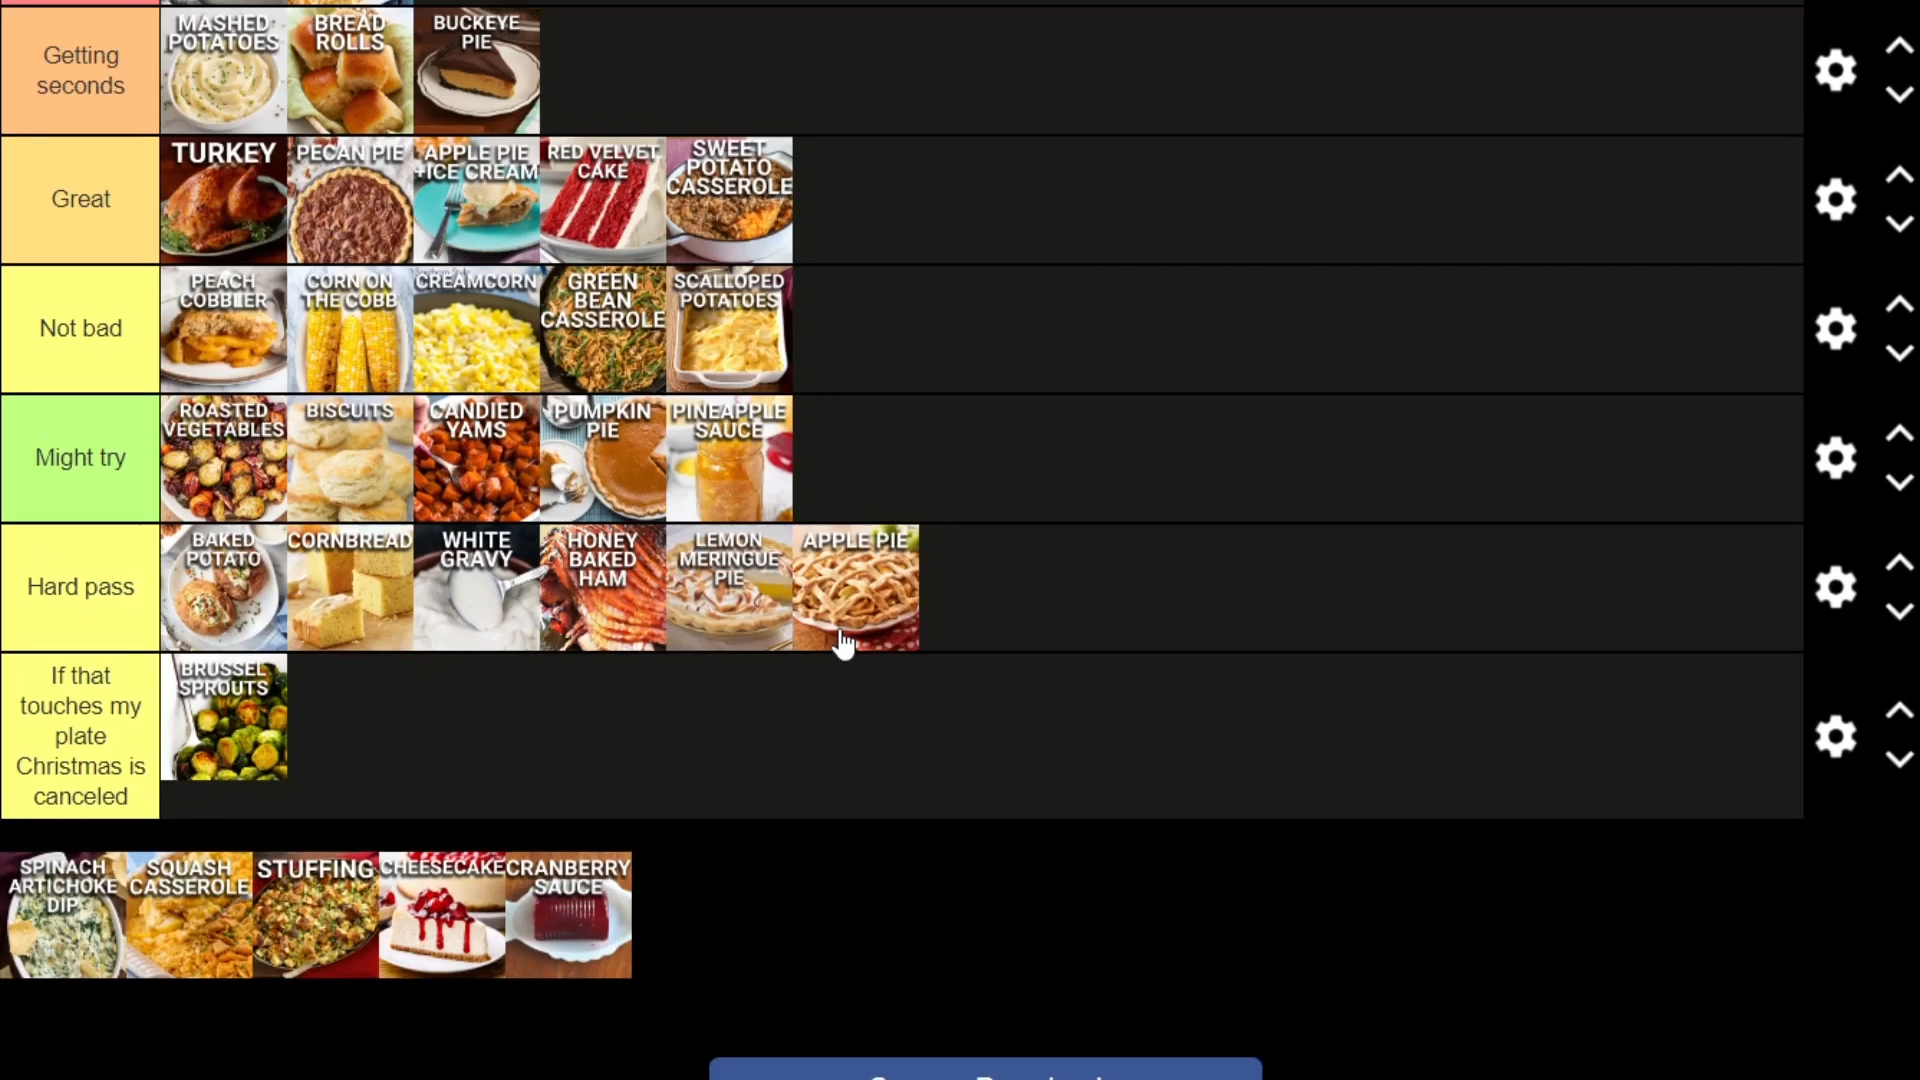 Getting
seconds
MASHED
POTATOES
BREAD
ROLLS
BUCKEYE
PIE
Great
TURKEY
PECAN PIE
APPLE PIE
+ICE CREAM
RED VELVET
CAKE
SWEET
POTATO
CASSEROLE
Not bad
PEACH
COBBLER
CORN ON
THE COBB
CREAMCORN
GREEN
BEAN
CASSEROLE
SCALLOPED
POTATOES
Might try
ROASTED
VEGETABLES
BISCUITS
CANDIED
YAMS
PUMPKIN
PIE
PINEAPPLE
SAUCE
Hard pass
BAKED
POTATO
CORNBREAD
WHITE
GRAVY
HONEY
BAKED
HAM
LEMON
MERINGUE
PIE
APPLE PIE
If that
touches my
plate
Christmas is
canceled
BRUSSEL
SPROUTS
SPINACH
ARTICHOKE
DIP
SQUASH
CASSEROLE
STUFFING
CHEESECAKE
CRANBERRY
SAUCE